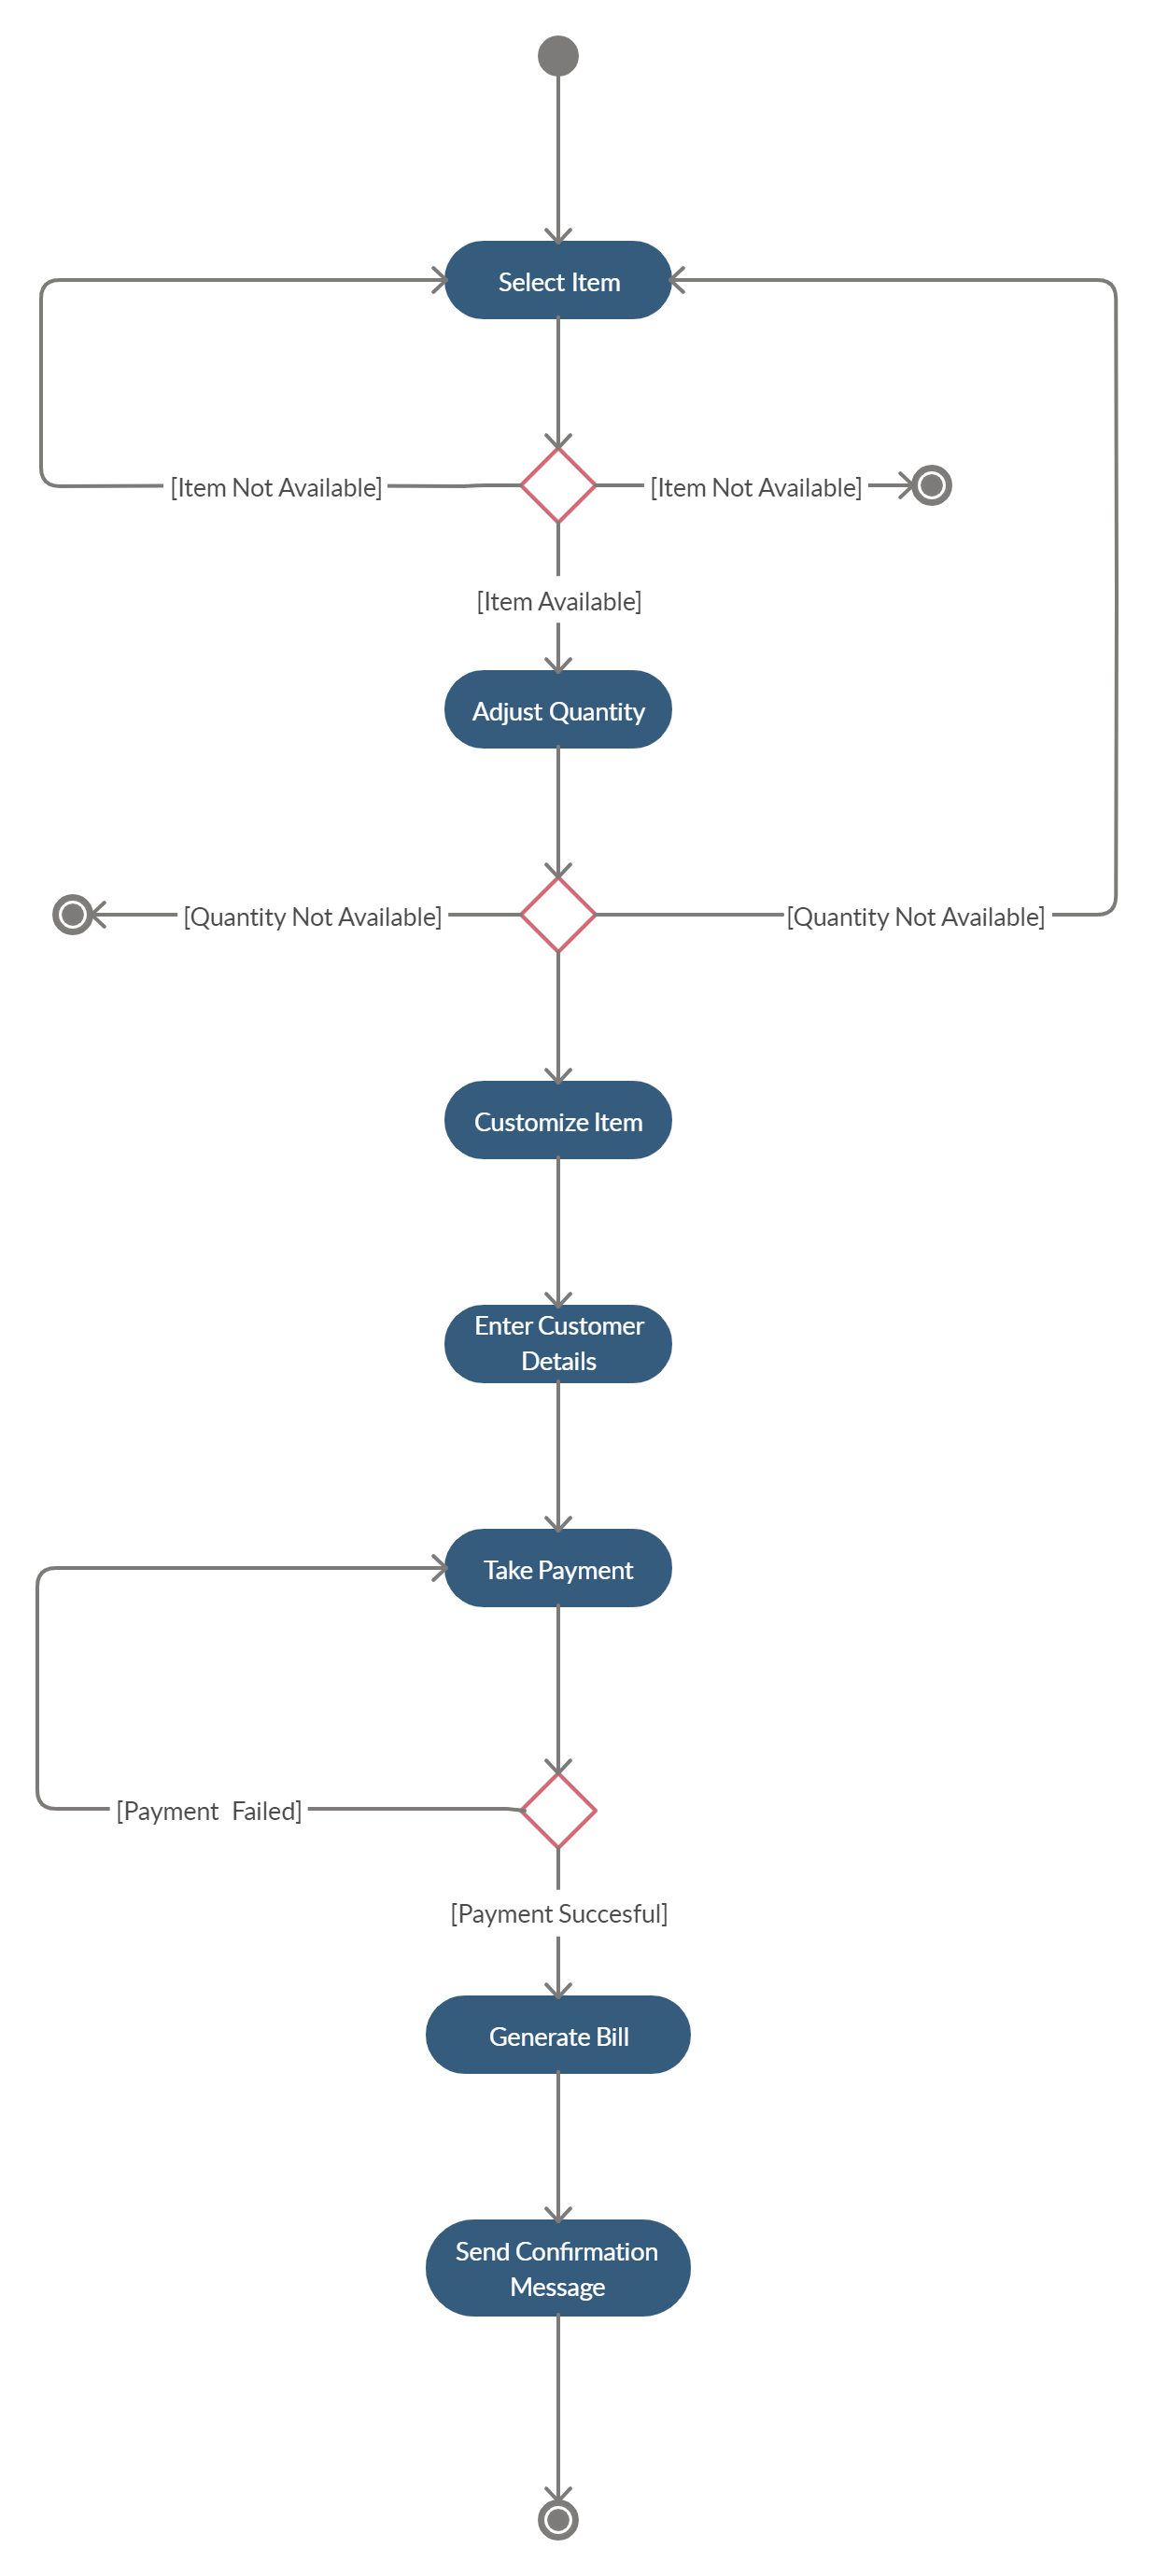 Select Item
[Item Not Available]
[Item Not Available]
[Item Available]
Adjust Quantity
[Quantity Not Available]
[Quantity Not Available]
Customize Item
Enter Customer
Details
Take Payment
[Payment  Failed]
[Payment Succesful]
Generate Bill
Send Confirmation
Message